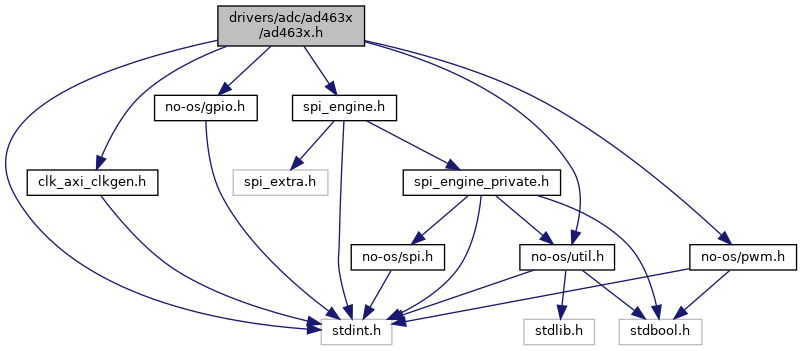 drivers/adc/ad463x
/ad463x.h
no-os/gpio.h
spi_engine.h
clk_axi_clkgen.h
spi_extra.h
spi_engine_private.h
no-os/spi.h
no-os/util.h
no-os/pwm.h
stdint.h
stdlib.h
stdbool.h